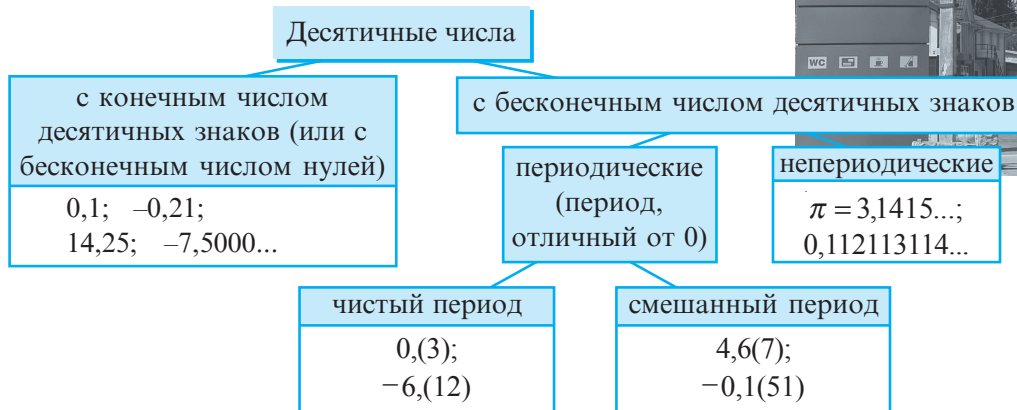 Десятичные числа
с конечным числом
десятичных знаков (или с
бесконечным числом нулей)
0,1; –0,21;
14,25; –7,5000...
с бесконечным числом десятичных знаков
периодические
(период,
отличный от 0)
непериодические
π = 3,1415...;
0,112113114...
чистый период
0,(3);
−6,(12)
смешанный период
4,6(7);
−0,1(51)
WC